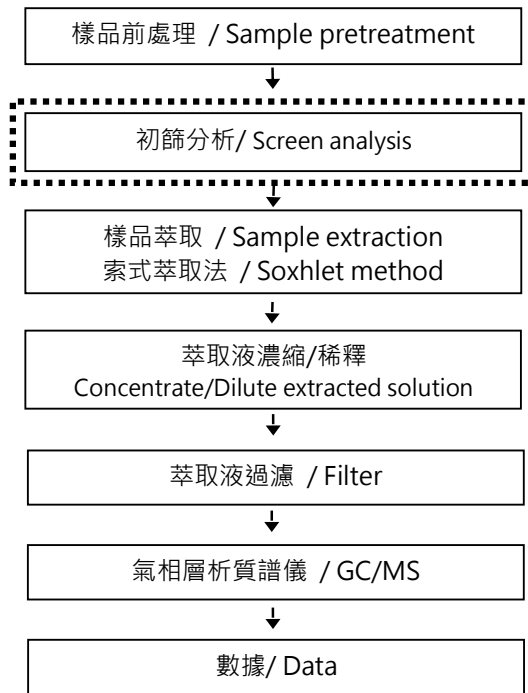 樣品前處理 / Sample pretreatment
初篩分析/ Screen analysis
樣品萃取 / Sample extraction
索式萃取法 / Soxhlet method
萃取液濃縮/稀釋
Concentrate/Dilute extracted solution
萃取液過濾 / Filter
氣相層析質譜儀 / GC/MS
數據/ Data